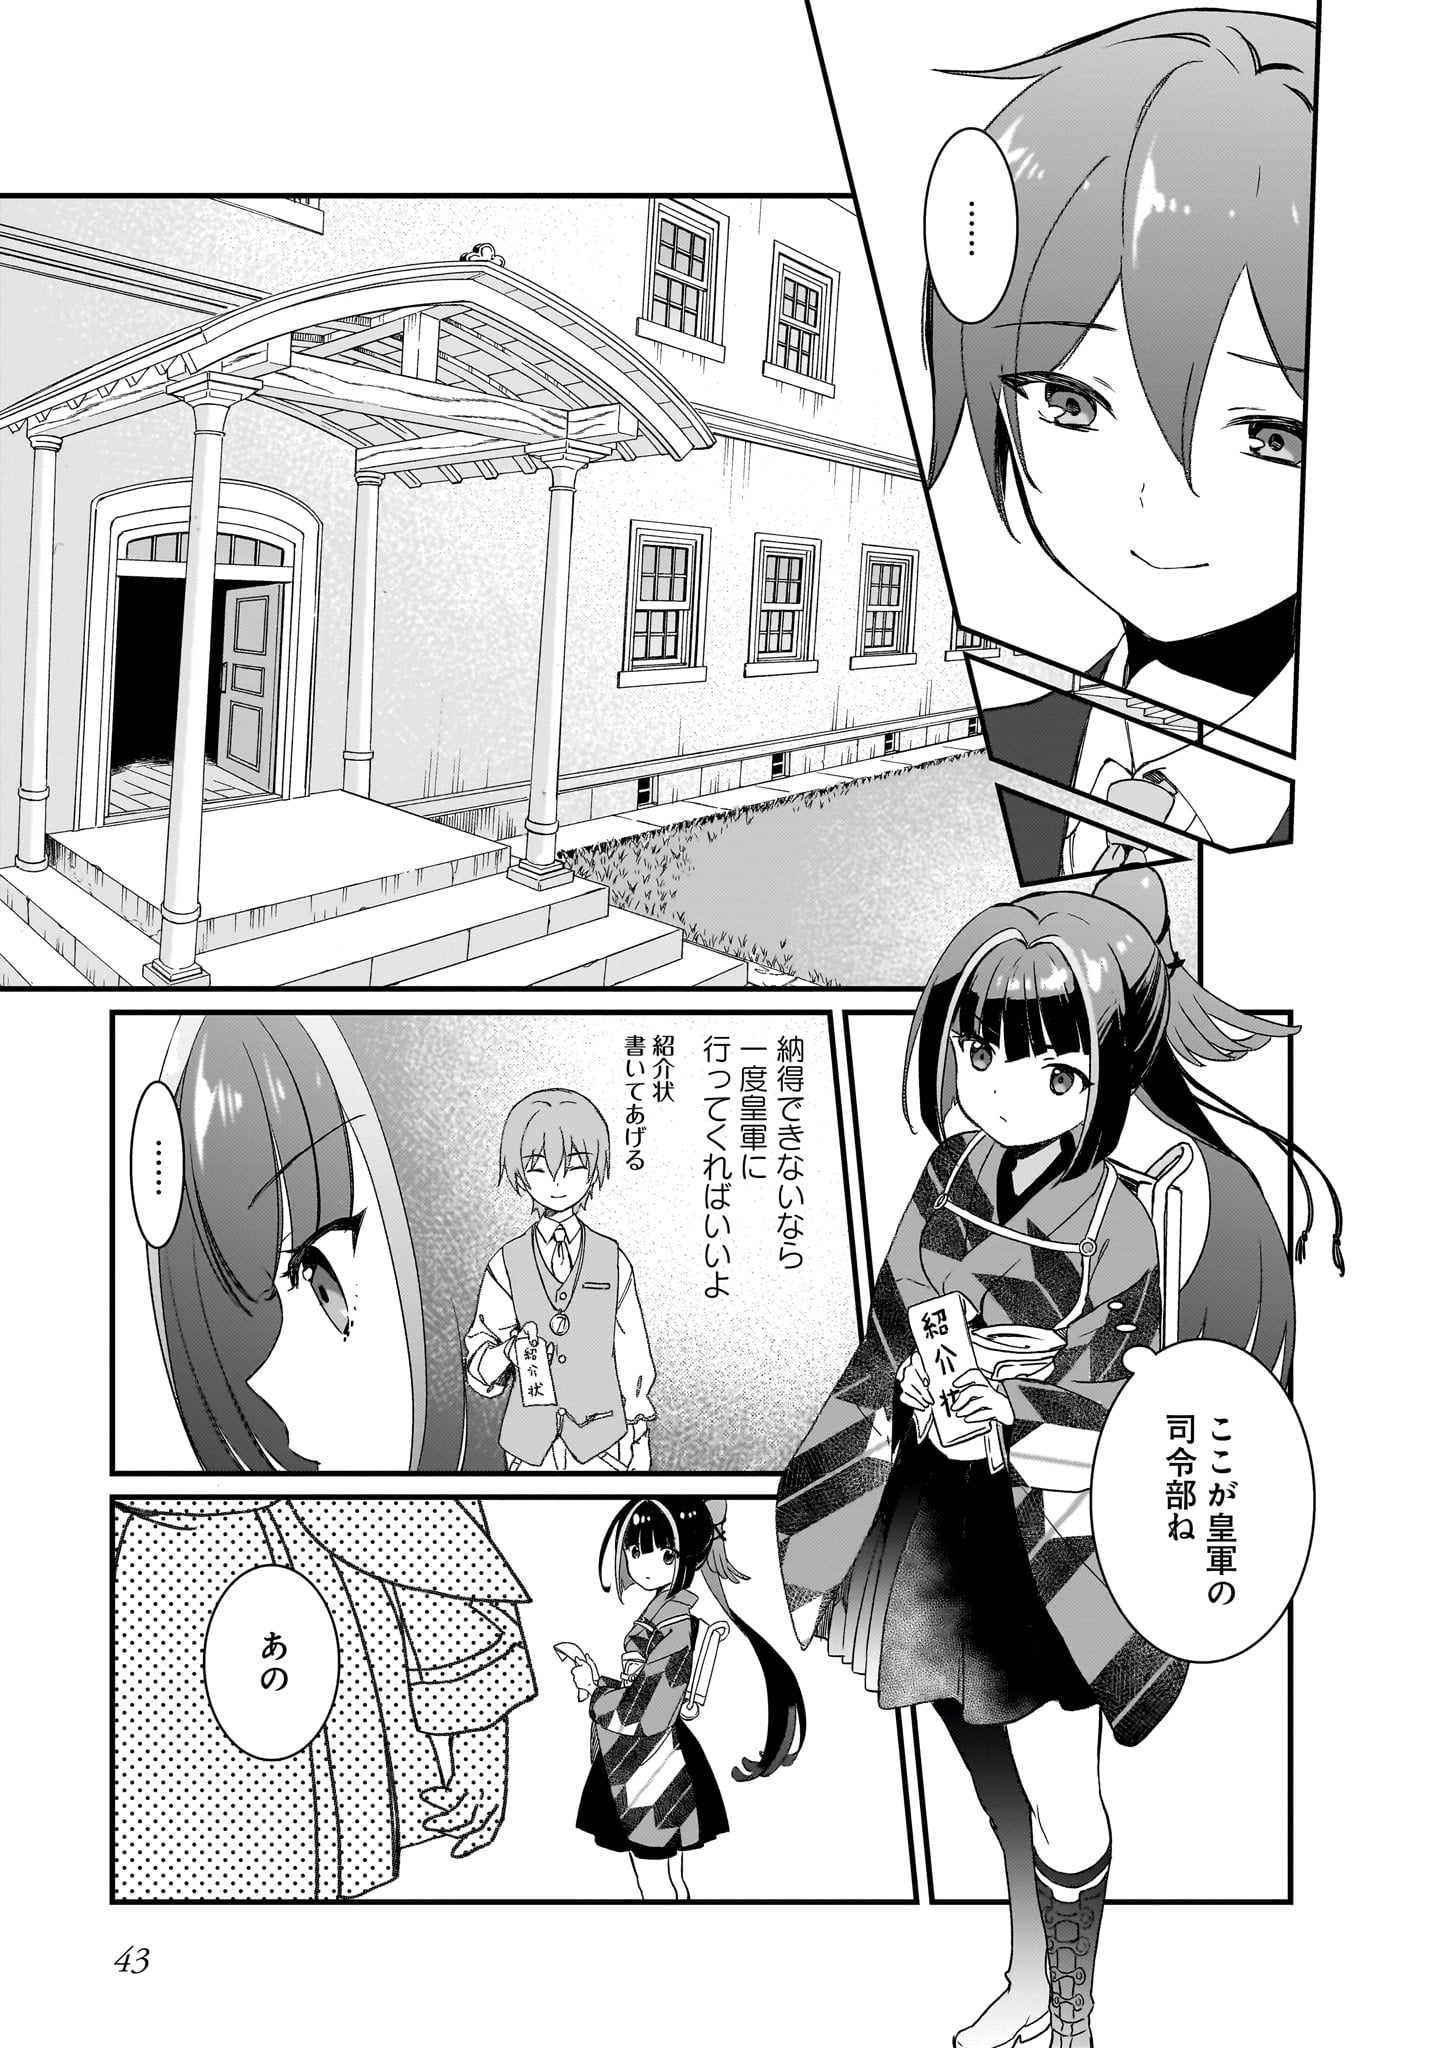 ……
ここが皇軍の
司令部ね
紹介状
納得できないなら
一度皇軍に
行ってくればいいよ
紹介状
書いてあげる
紹介状
……
あの
43